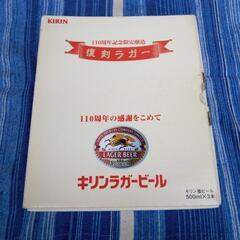 KIRIN
110周年記念限定醸造
復刻ラガー
110周年の感謝をこめて
LAGER BEER
キリンラガービール
キリン樽ビール
500ml×3本